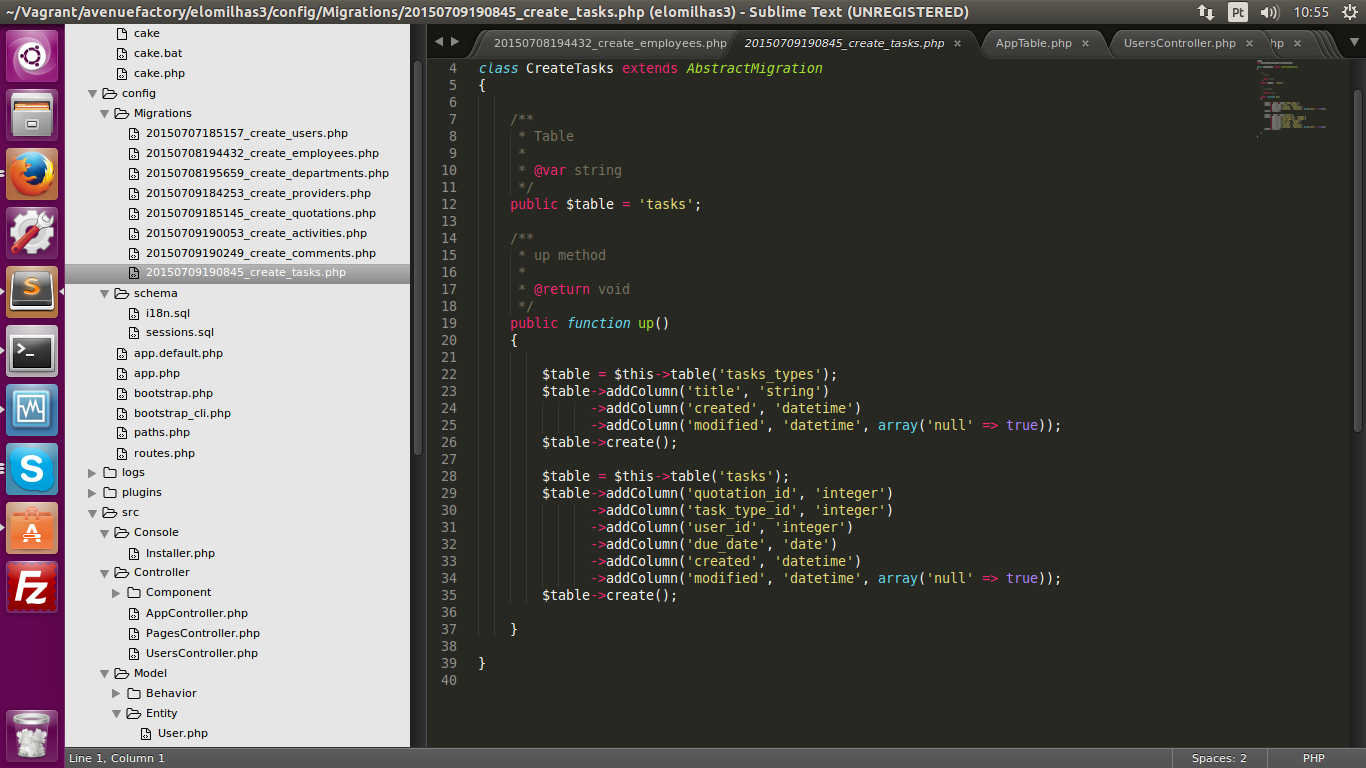 ~/Vagrant/avenuefactory/elomilhas3/config/Migrations/20150709190845_create_tasks.php (elomilhas3) - Sublime Text (UNREGISTERED)
Pt
10:55
cake
cake.bat
cake.php
config
Migrations
20150707185157_create_users.php
20150708194432_create_employees.php
20150708195659_create_departments.php
20150709184253_create_providers.php
20150709185145_create_quotations.php
20150709190053_create_activities.php
20150709190249_create_comments.php
20150709190845_create_tasks.php
schema
i18n.sql
sessions.sql
app.default.php
app.php
bootstrap.php
bootstrap_cli.php
paths.php
routes.php
logs
plugins
src
Console
Installer.php
Controller
Component
AppController.php
PagesController.php
UsersController.php
Model
Behavior
Entity
User.php
20150708194432_create_employees.php
20150709190845_create_tasks.php
AppTable.php
UsersController.php
hp
4 class CreateTasks extends AbstractMigration
5 {
6
7 /**
8 * Table
9 *
10 * @var string
11 */
12 public $table = 'tasks';
13
14 /**
15 * up method
16 *
17 * @return void
18 */
19 public function up()
20 {
21
22 $table = $this->table('tasks_types');
23 $table->addColumn('title', 'string')
24 ->addColumn('created', 'datetime')
25 ->addColumn('modified', 'datetime', array('null' => true));
26 $table->create();
27
28 $table = $this->table('tasks');
29 $table->addColumn('quotation_id', 'integer')
30 ->addColumn('task_type_id', 'integer')
31 ->addColumn('user_id', 'integer')
32 ->addColumn('due_date', 'date')
33 ->addColumn('created', 'datetime')
34 ->addColumn('modified', 'datetime', array('null' => true));
35 $table->create();
36
37 }
38
39 }
40
Line 1, Column 1
Spaces: 2
PHP